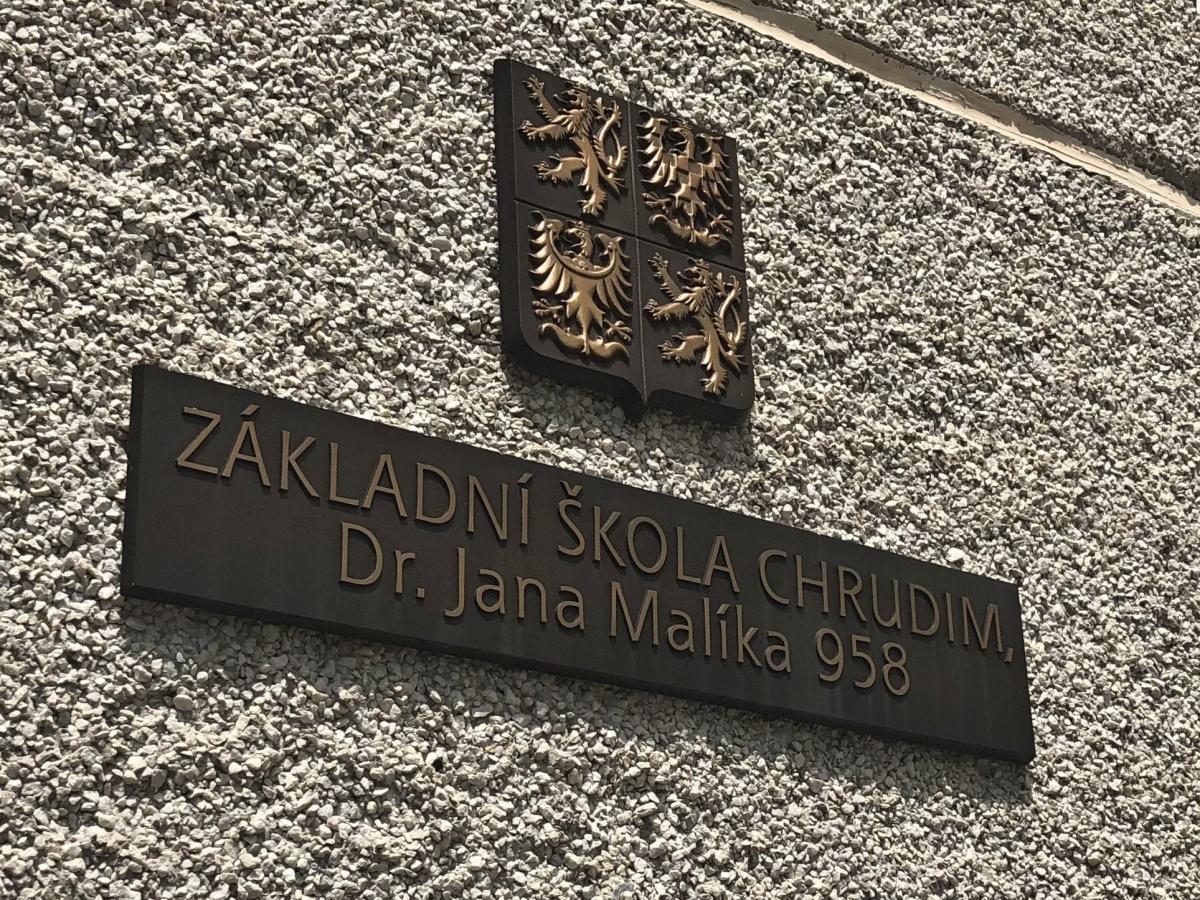 ZÁKLADNÍ ŠKOLA CHRUDIM,
Dr. Jana Malíka 958